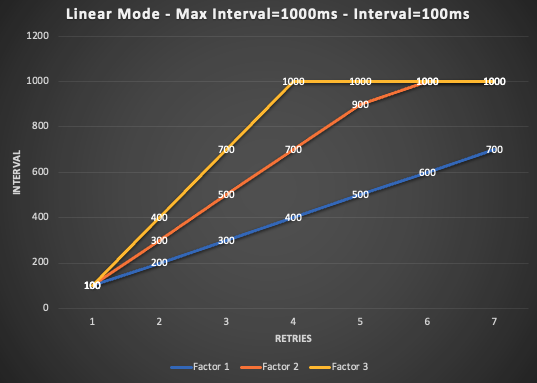 Linear Mode - Max Interval=1000ms - Interval=100ms
1200
1000
1000 1000 1000 1000
900
800
700 700 700
600
600
500 500
400
400 400
300 300
200
200
100
0
1 2 3 4 5 6 7
INTERVAL
RETRIES
Factor 1 Factor 2 Factor 3